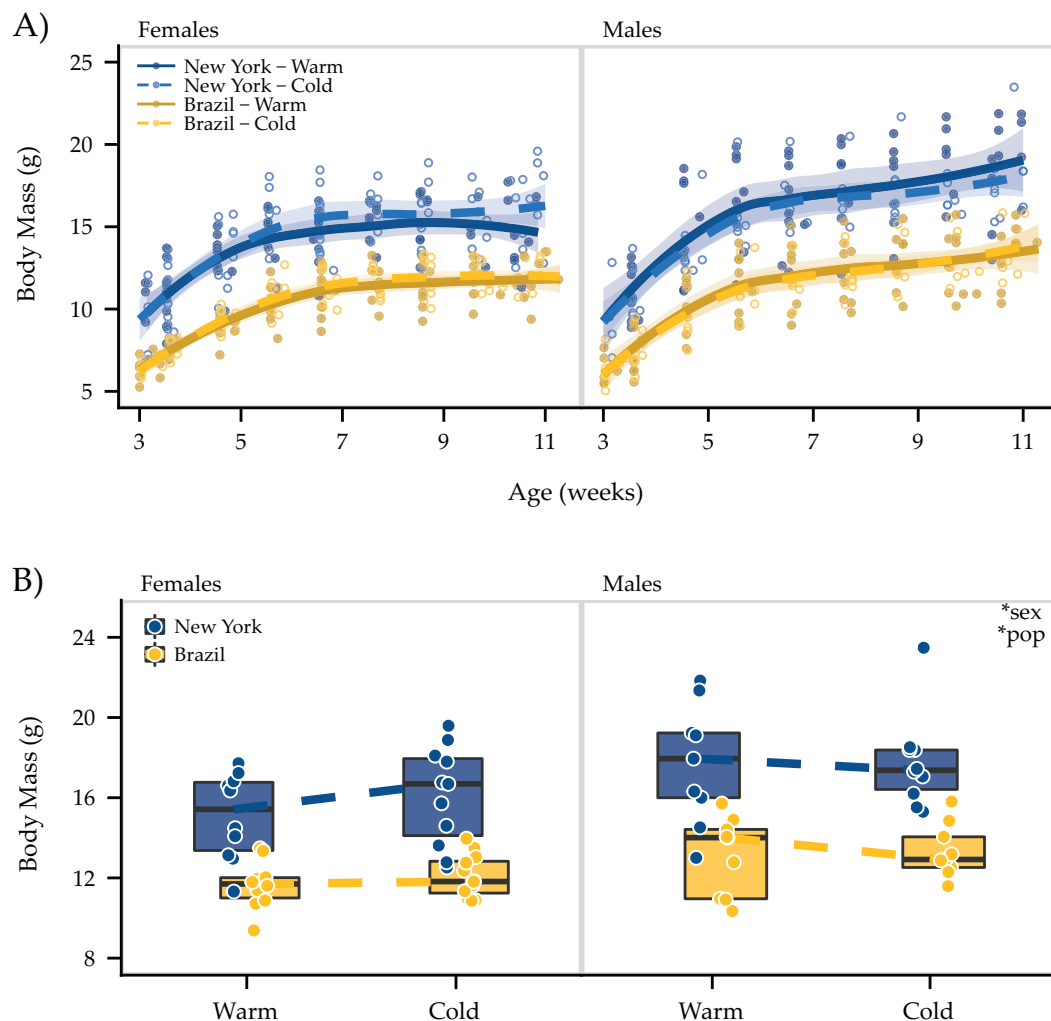 A)
Females
Males
25
20
15
10
5
Body Mass (g)
New York – Warm
New York – Cold
Brazil – Warm
Brazil – Cold
3 5 7 9 11
3 5 7 9 11
Age (weeks)
B)
Females
Males
*sex
*pop
24
20
16
12
8
Body Mass (g)
New York
Brazil
Warm Cold
Warm Cold